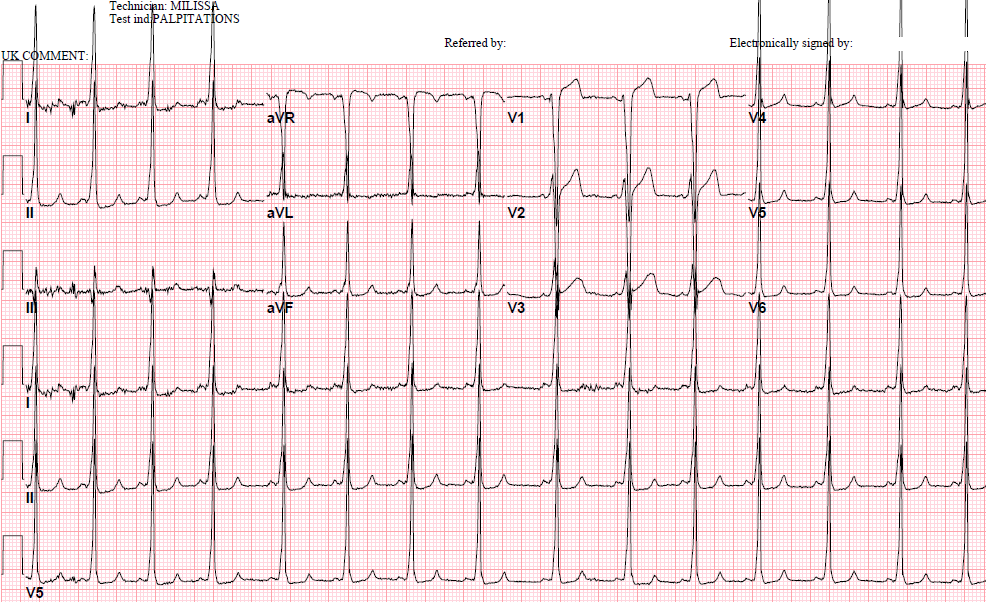 Technician: MILISSA
Test ind:PALPITATIONS
Referred by:
Electronically signed by:
UK COMMENT:
I
aVR
V1
V4
II
aVL
V2
V5
III
aVF
V3
V6
I
II
V5